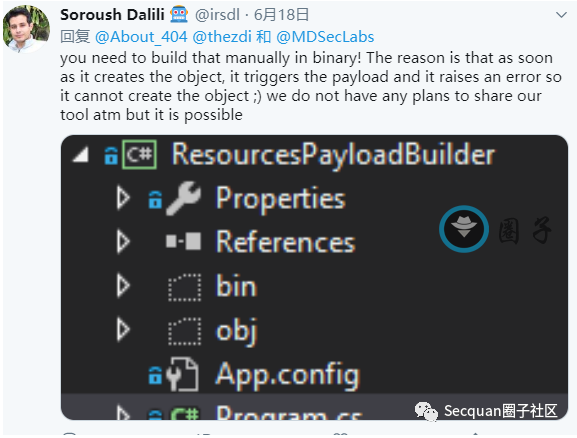 Soroush Dalili @irsdl · 6月18日
回复 @About_404 @thezdi 和 @MDSecLabs
you need to build that manually in binary! The reason is that as soon
as it creates the object, it triggers the payload and it raises an error so
it cannot create the object ;) we do not have any plans to share our
tool atm but it is possible
C# ResourcesPayloadBuilder
Properties
References
圈子
bin
obj
App.config
C# Program.cs
Secquan圈子社区